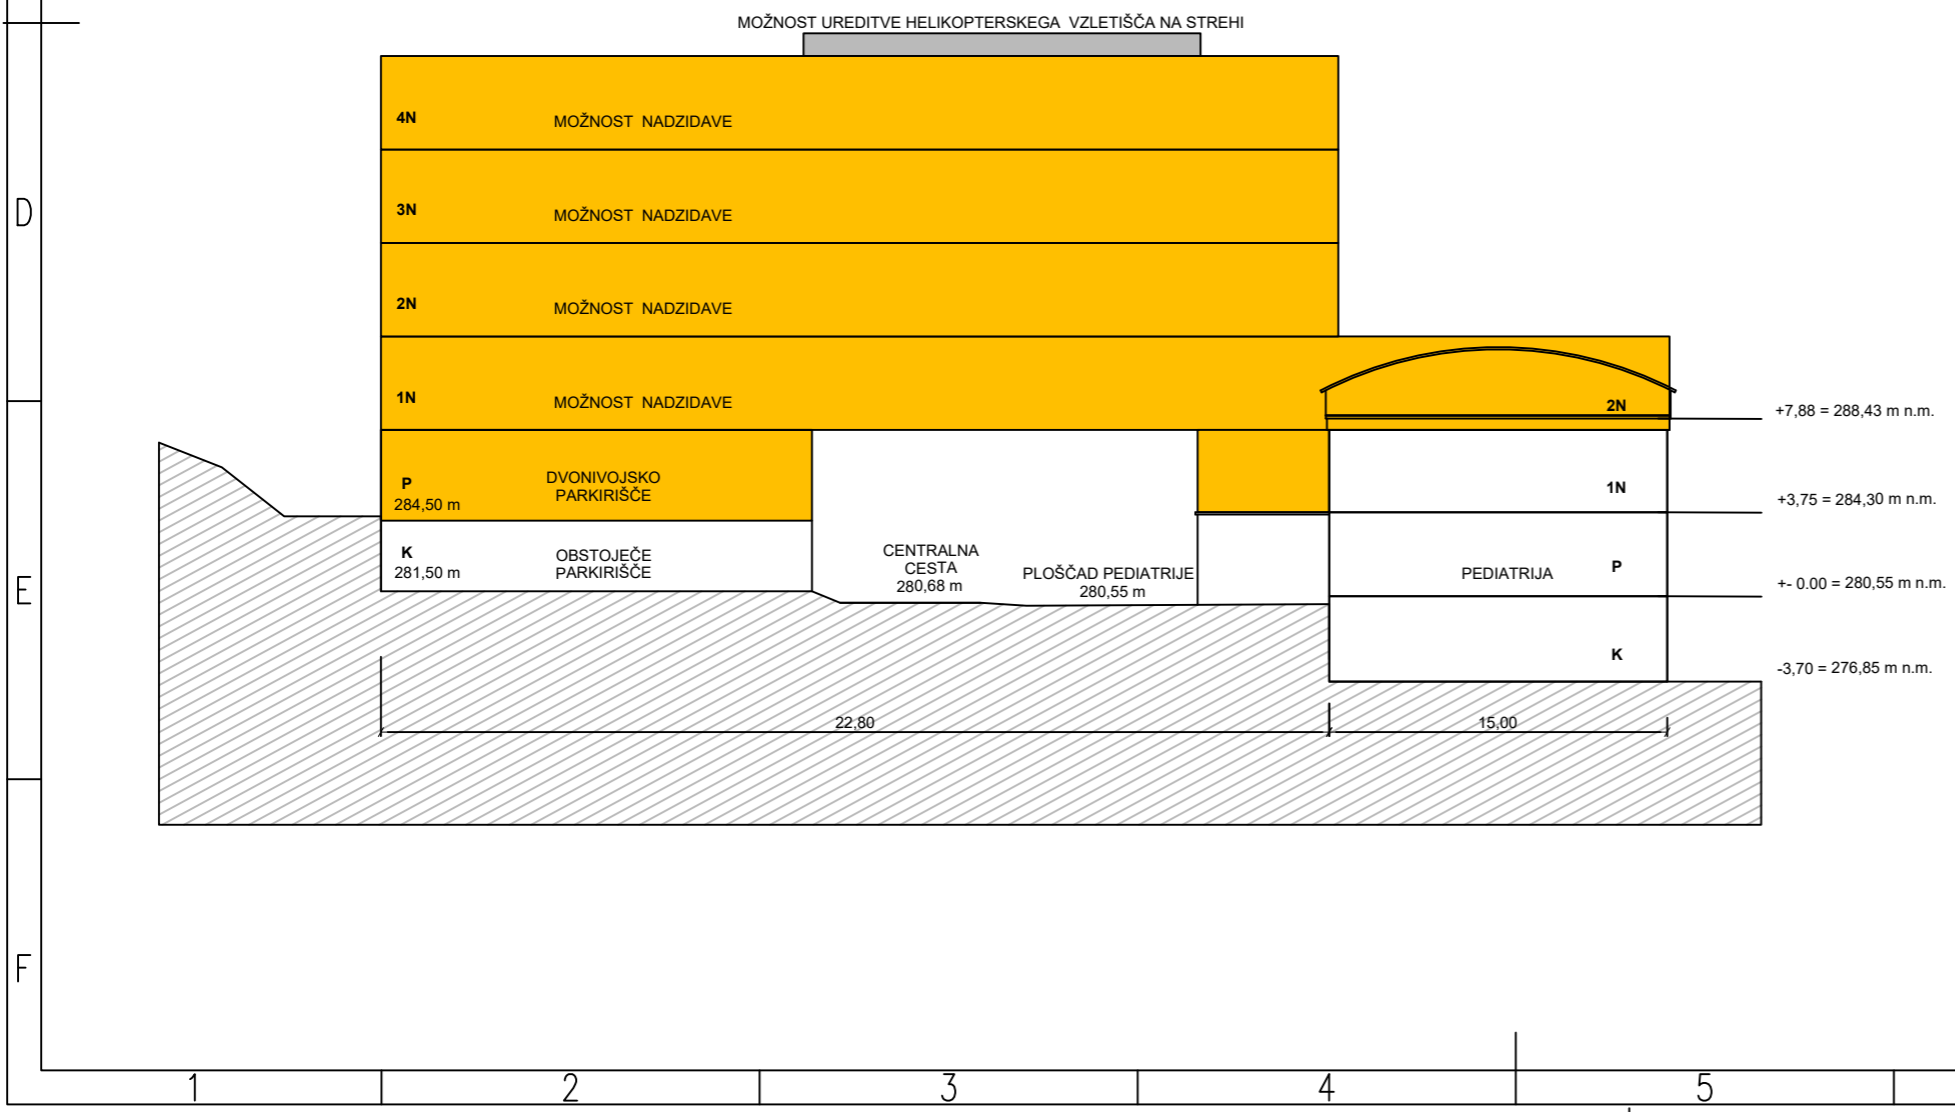 MOŽNOST UREDITVE HELIKOPTERSKEGA VZLETIŠČA NA STREHI
4N
MOŽNOST NADZIDAVE
D
3N
MOŽNOST NADZIDAVE
2N
MOŽNOST NADZIDAVE
1N
MOŽNOST NADZIDAVE
2N
+7,88 = 288,43 m n.m.
P
284,50 m
DVONIVOJSKO
PARKIRIŠČE
1N
+3,75 = 284,30 m n.m.
E
K
281,50 m
OBSTOJEČE
PARKIRIŠČE
CENTRALNA
CESTA
280,68 m
PLOŠČAD PEDIATRIJE
280,55 m
PEDIATRIJA
P
+- 0.00 = 280,55 m n.m.
K
-3,70 = 276,85 m n.m.
22,80
15,00
F
1
2
3
4
5